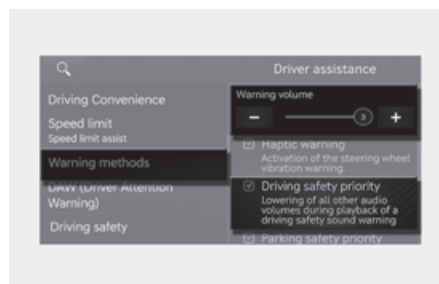 Driver assistance
Driving Convenience
Speed limit
Speed limit assist
Warning methods
DAW (Driver Attention
Warning)
Driving safety
Warning volume
3
Haptic warning
Activation of the steering wheel
vibration warning.
Driving safety priority
Lowering of all other audio
volumes during playback of a
driving safety sound warning
Parking safety priority